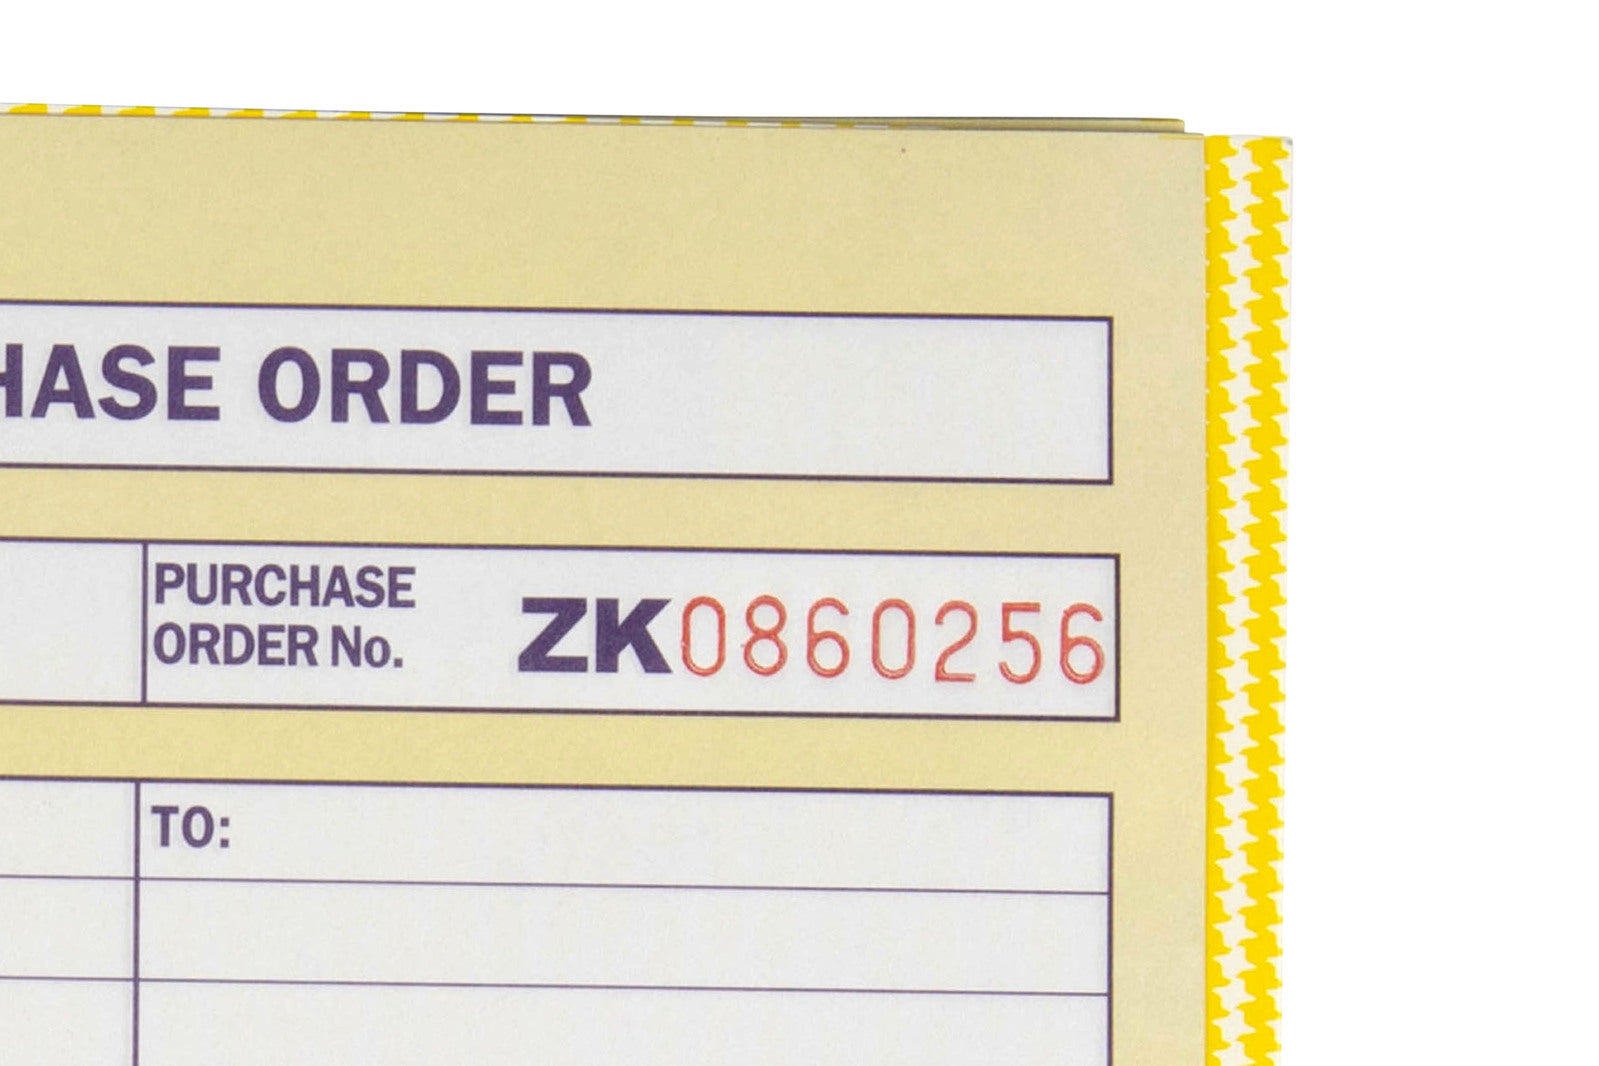 HASE ORDER
PURCHASE
ORDER No.
ZK0860256
TO: